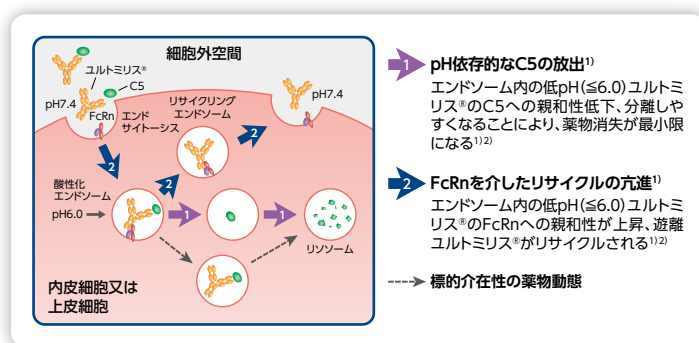 細胞外空間
ユルトミリス®
C5
pH7.4
FcRn
エンド
サイトーシス
リサイクリング
エンドソーム
pH7.4
2
2
2
酸性化
エンドソーム
pH6.0
1
1
リソソーム
内皮細胞又は
上皮細胞
1 pH依存的なC5の放出1)
エンドソーム内の低pH(≦6.0)ユルトミ
リス®のC5への親和性低下、分離しや
すくなることにより、薬物消失が最小限
になる1)2)
2 FcRnを介したリサイクルの亢進1)
エンドソーム内の低pH(≦6.0)ユルトミ
リス®のFcRnへの親和性が上昇、遊離
ユルトミリス®がリサイクルされる1)2)
標的介在性の薬物動態